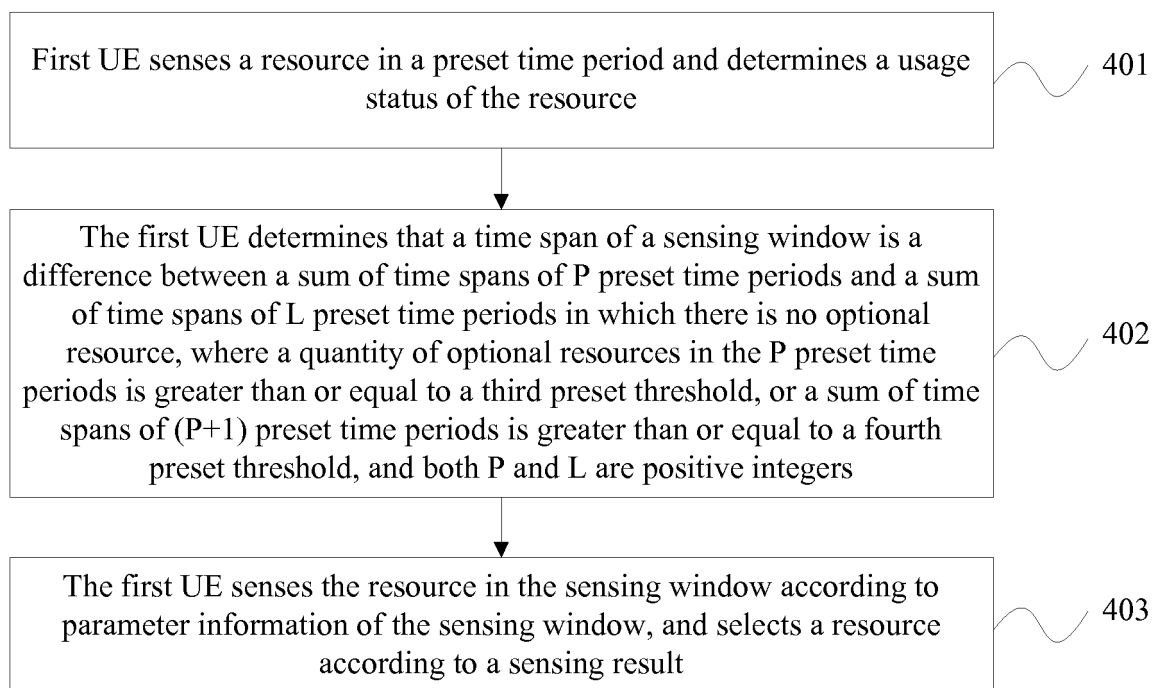 First UE senses a resource in a preset time period and determines a usage
status of the resource
401
The first UE determines that a time span of a sensing window is a
difference between a sum of time spans of P preset time periods and a sum
of time spans of L preset time periods in which there is no optional
resource, where a quantity of optional resources in the P preset time
periods is greater than or equal to a third preset threshold, or a sum of time
spans of (P+1) preset time periods is greater than or equal to a fourth
preset threshold, and both P and L are positive integers
402
The first UE senses the resource in the sensing window according to
parameter information of the sensing window, and selects a resource
according to a sensing result
403